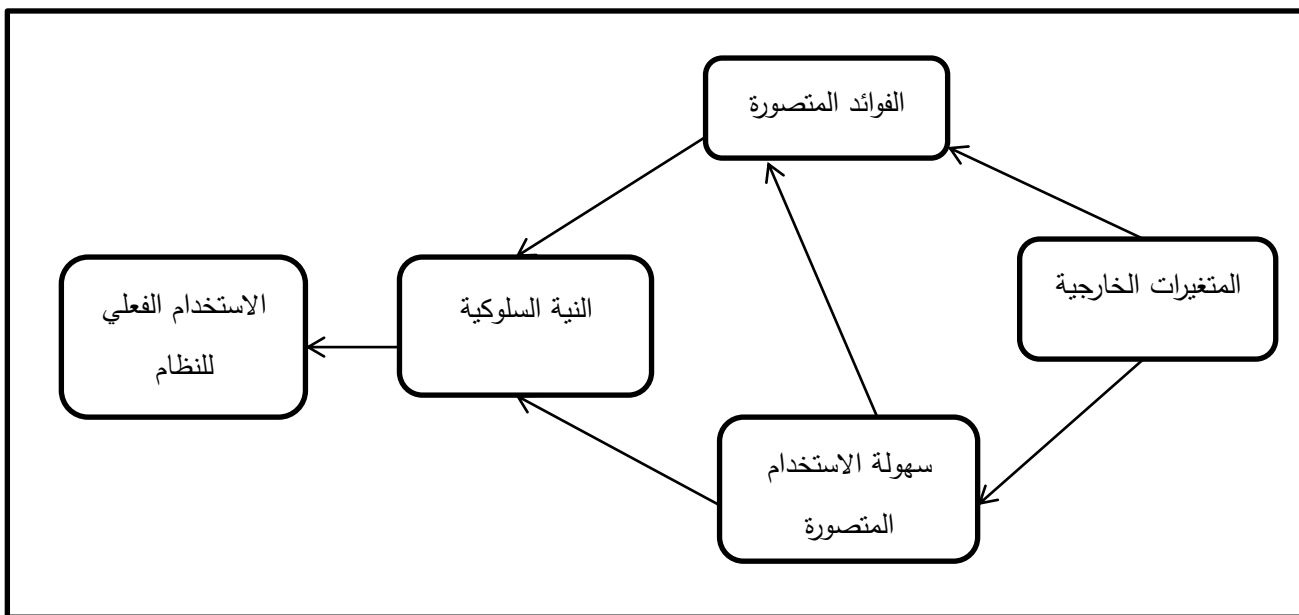 الفوائد المتصورة
المتغيرات الخارجية
النية السلوكية
الاستخدام الفعلي
للنظام
سهولة الاستخدام
المتصورة